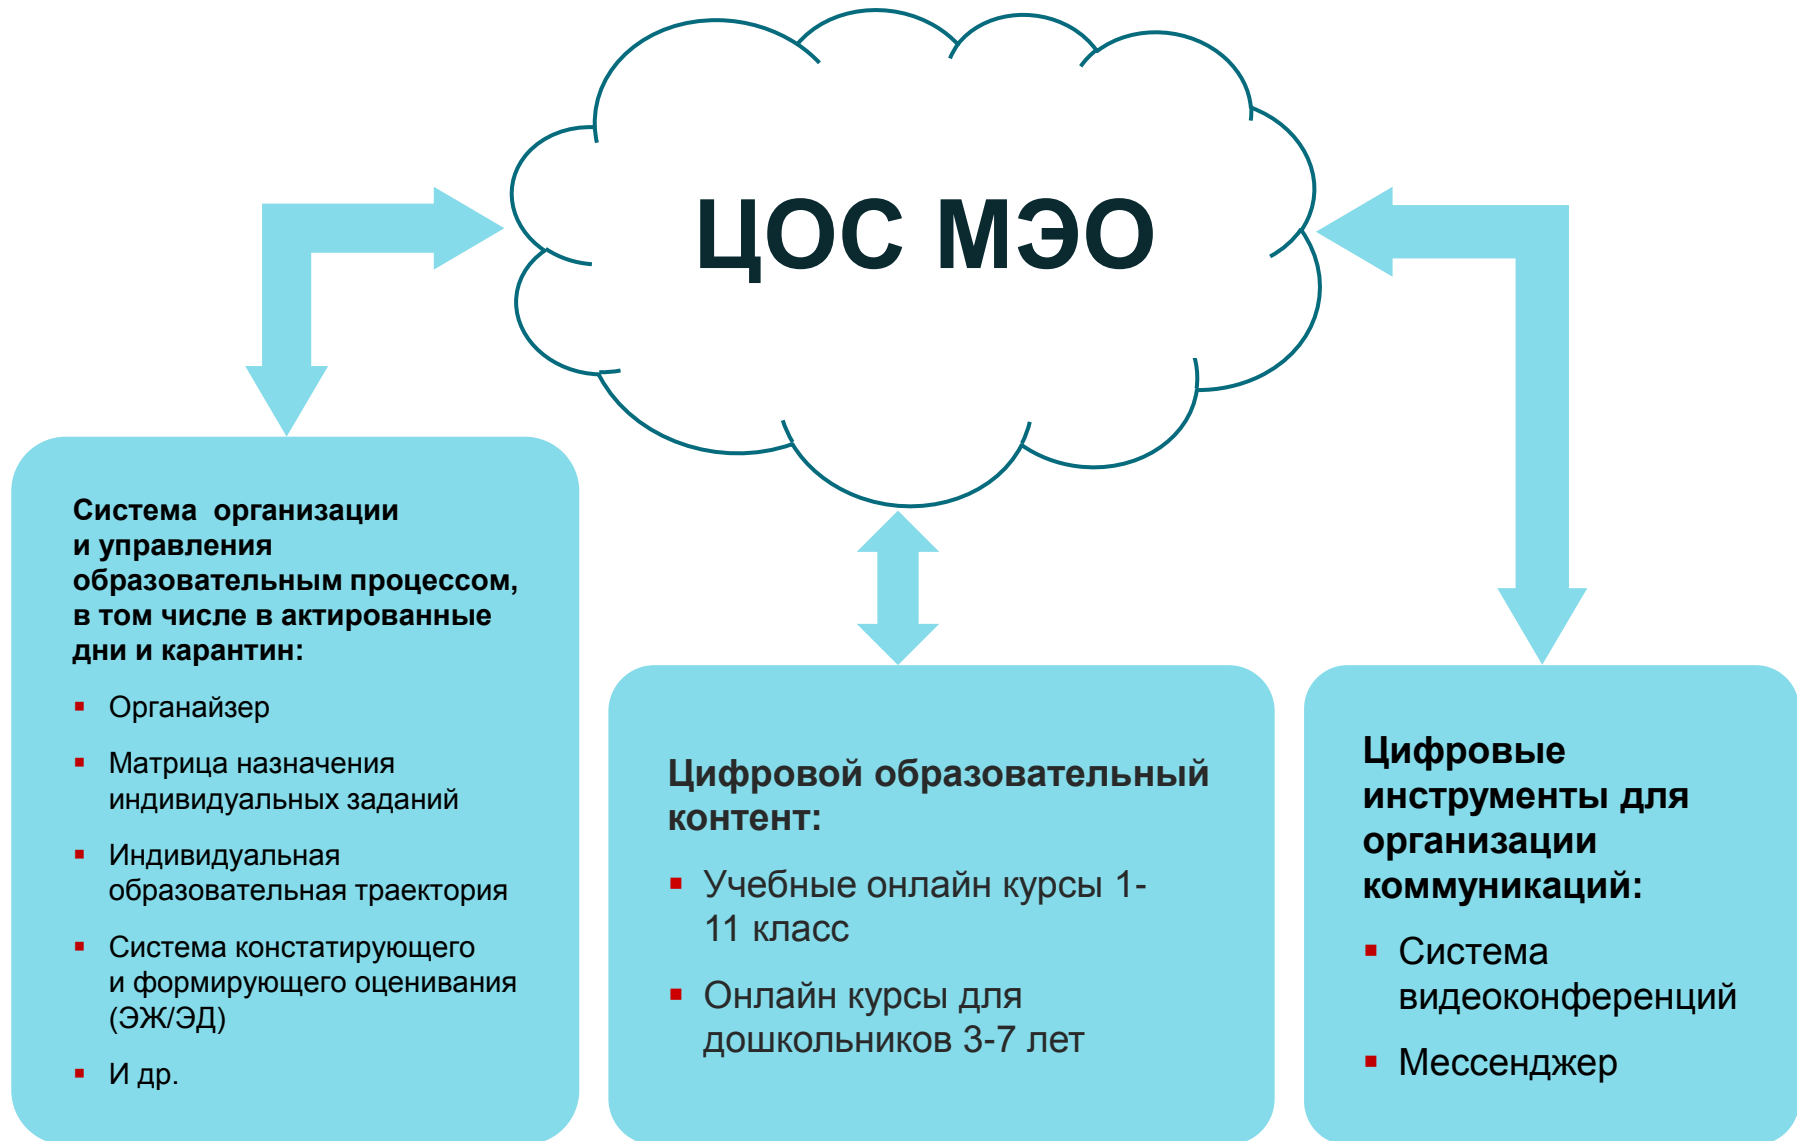 ЦОС МЭО
Система организации
и управления
образовательным процессом,
в том числе в актированные
дни и карантин:
Органайзер
Матрица назначения
индивидуальных заданий
Индивидуальная
образовательная траектория
Система констатирующего
и формирующего оценивания
(ЭЖ/ЭД)
И др.
Цифровой образовательный
контент:
Учебные онлайн курсы 1-
11 класс
Онлайн курсы для
дошкольников 3-7 лет
Цифровые
инструменты для
организации
коммуникаций:
Система
видеоконференций
Мессенджер